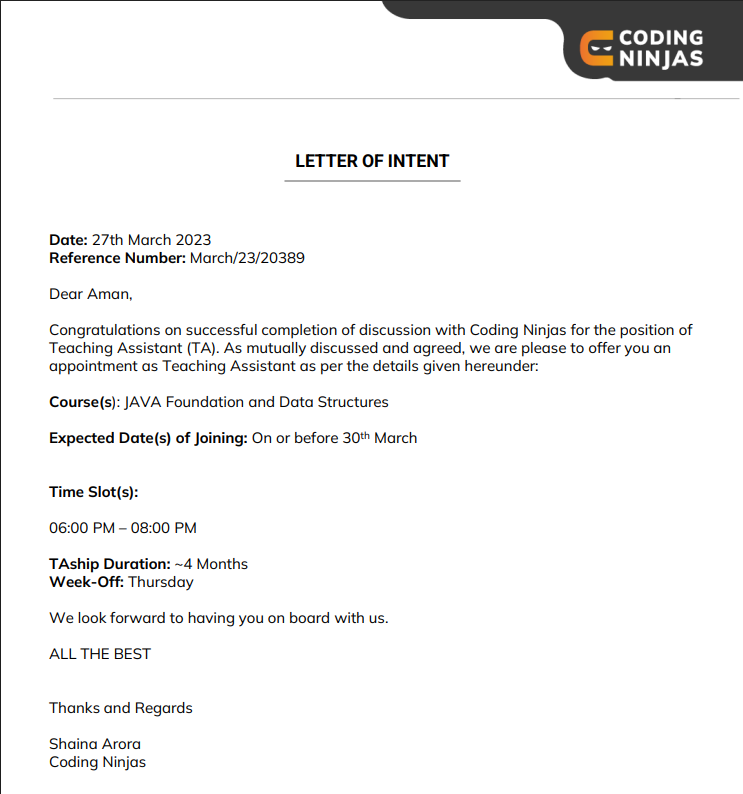 CODING
NINJAS
LETTER OF INTENT
Date: 27th March 2023
Reference Number: March/23/20389
Dear Aman,
Congratulations on successful completion of discussion with Coding Ninjas for the position of
Teaching Assistant (TA). As mutually discussed and agreed, we are please to offer you an
appointment as Teaching Assistant as per the details given hereunder:
Course(s): JAVA Foundation and Data Structures
Expected Date(s) of Joining: On or before 30th March
Time Slot(s):
06:00 PM – 08:00 PM
TAship Duration: ~4 Months
Week-Off: Thursday
We look forward to having you on board with us.
ALL THE BEST
Thanks and Regards
Shaina Arora
Coding Ninjas